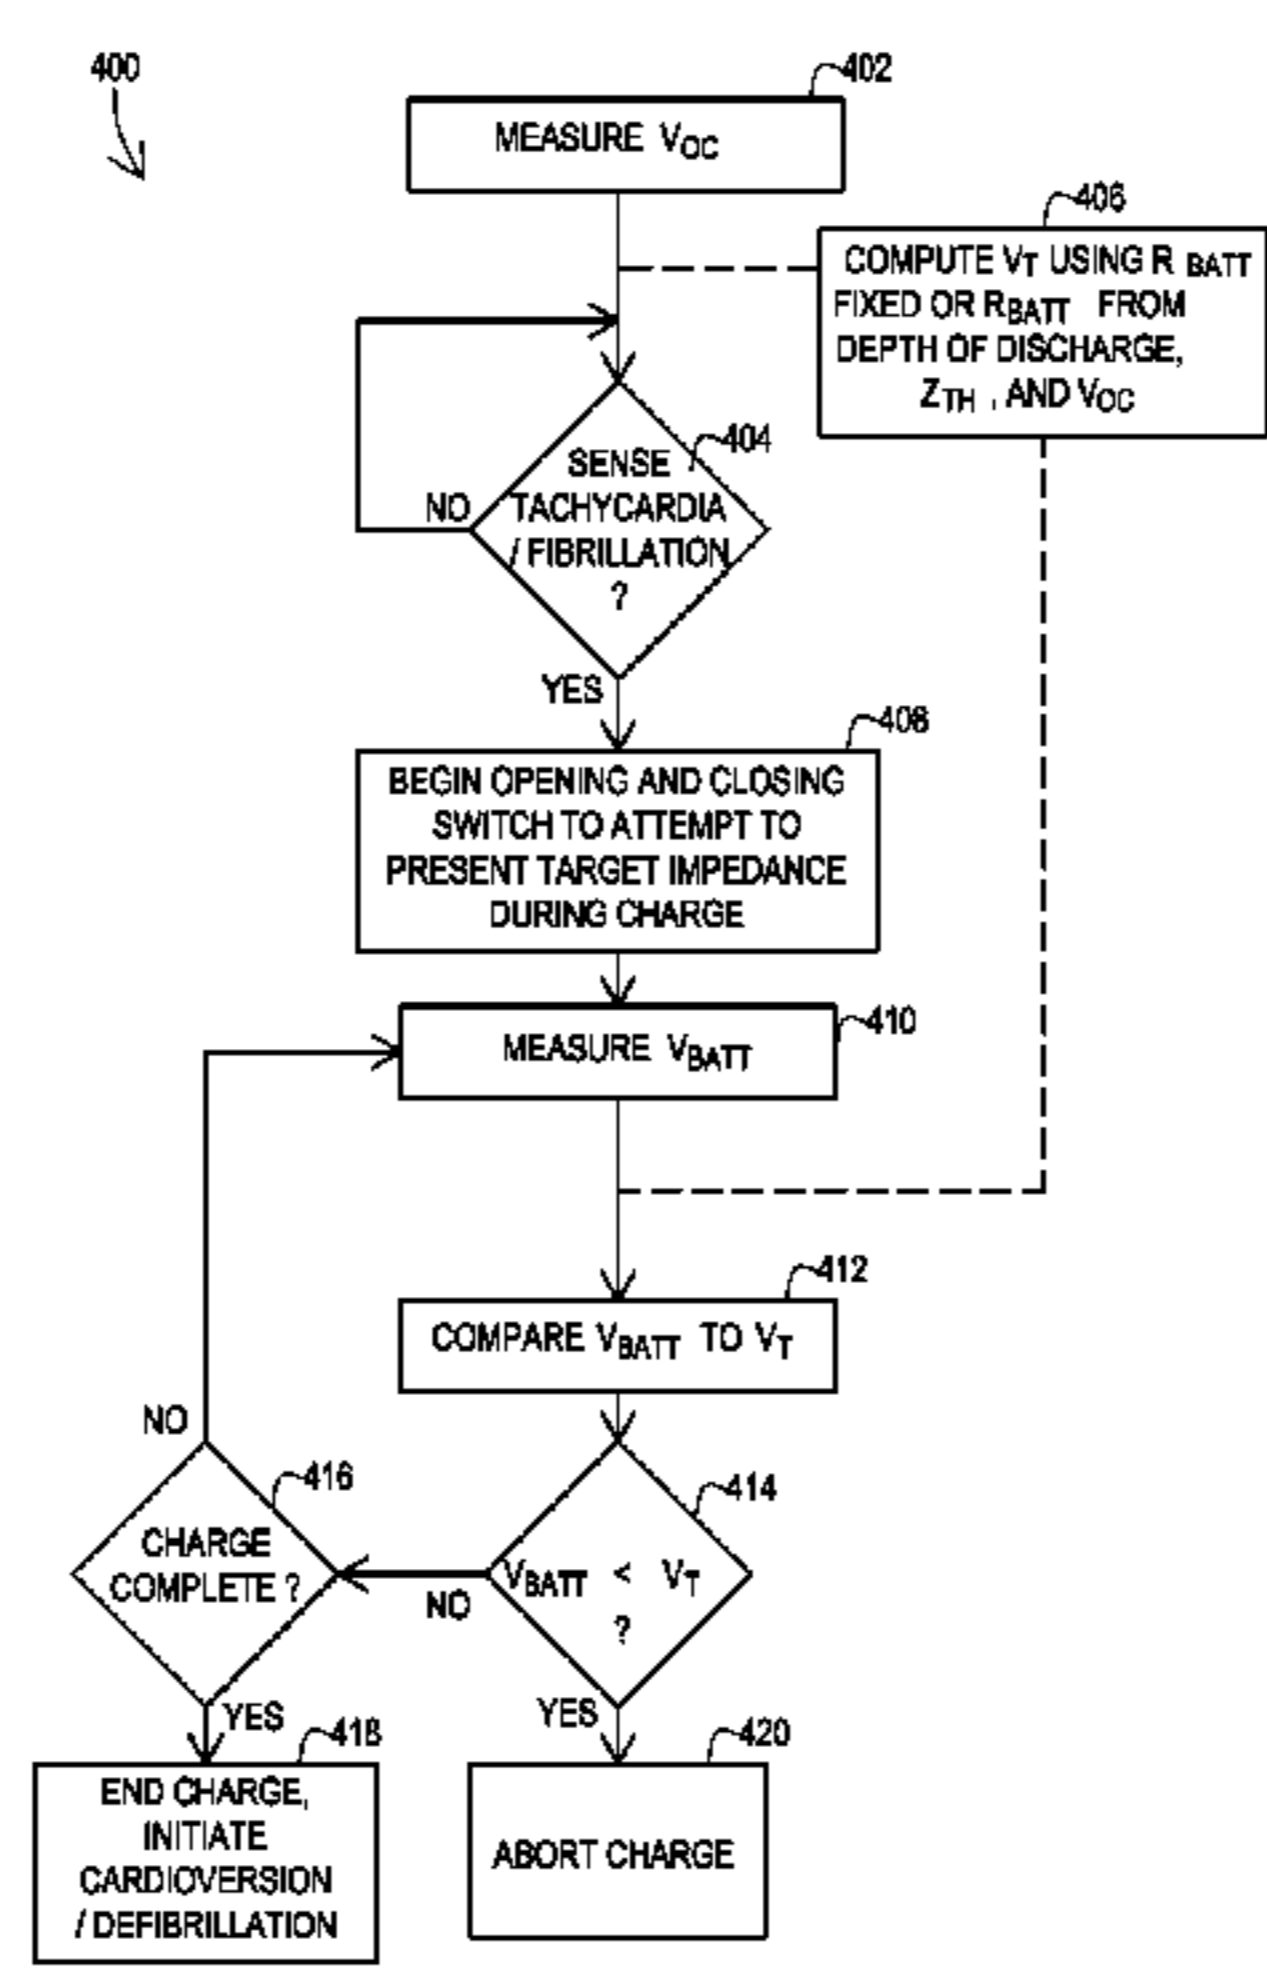 400
402
MEASURE VOC
406
COMPUTE VT USING R BATT
FIXED OR RBATT FROM
DEPTH OF DISCHARGE,
ZTH , AND VOC
404
SENSE
TACHYCARDIA
/ FIBRILLATION
?
NO
YES
408
BEGIN OPENING AND CLOSING
SWITCH TO ATTEMPT TO
PRESENT TARGET IMPEDANCE
DURING CHARGE
410
MEASURE VBATT
412
COMPARE VBATT TO VT
NO
416
CHARGE
COMPLETE ?
414
VBATT < VT
?
NO
YES
YES
418
END CHARGE,
INITIATE
CARDIOVERSION
/ DEFIBRILLATION
420
ABORT CHARGE